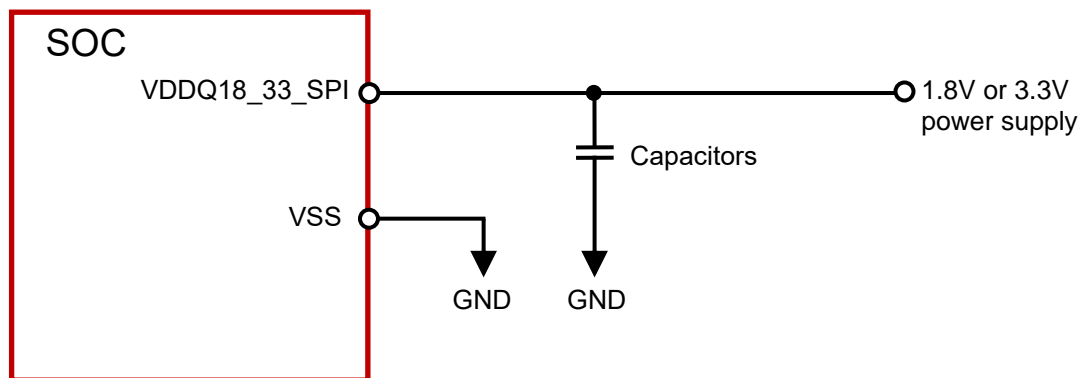 SOC
VDDQ18_33_SPI
1.8V or 3.3V
power supply
Capacitors
VSS
GND
GND